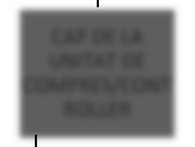 CAP DE LA
UNITAT DE
COMPRES/CONT
ROLLER